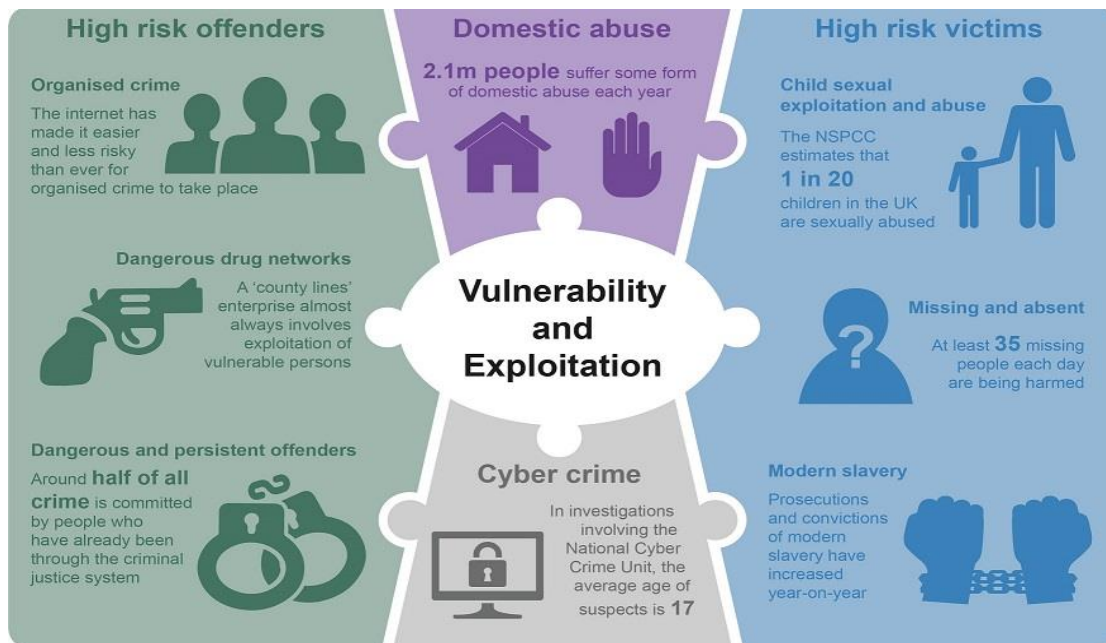 High risk offenders
Organised crime
The internet has
made it easier
and less risky
than ever for
organised crime to take place
Dangerous drug networks
A ‘county lines’
enterprise almost
always involves
exploitation of
vulnerable persons
Dangerous and persistent offenders
Around half of all
crime is committed
by people who
have already been
through the criminal
justice system
Domestic abuse
2.1m people suffer some form
of domestic abuse each year
Vulnerability
and
Exploitation
Cyber crime
In investigations
involving the
National Cyber
Crime Unit, the
average age of
suspects is 17
High risk victims
Child sexual
exploitation and abuse
The NSPCC
estimates that
1 in 20
children in the UK
are sexually abused
?
Missing and absent
At least 35 missing
people each day
are being harmed
Modern slavery
Prosecutions
and convictions
of modern
slavery have
increased
year-on-year